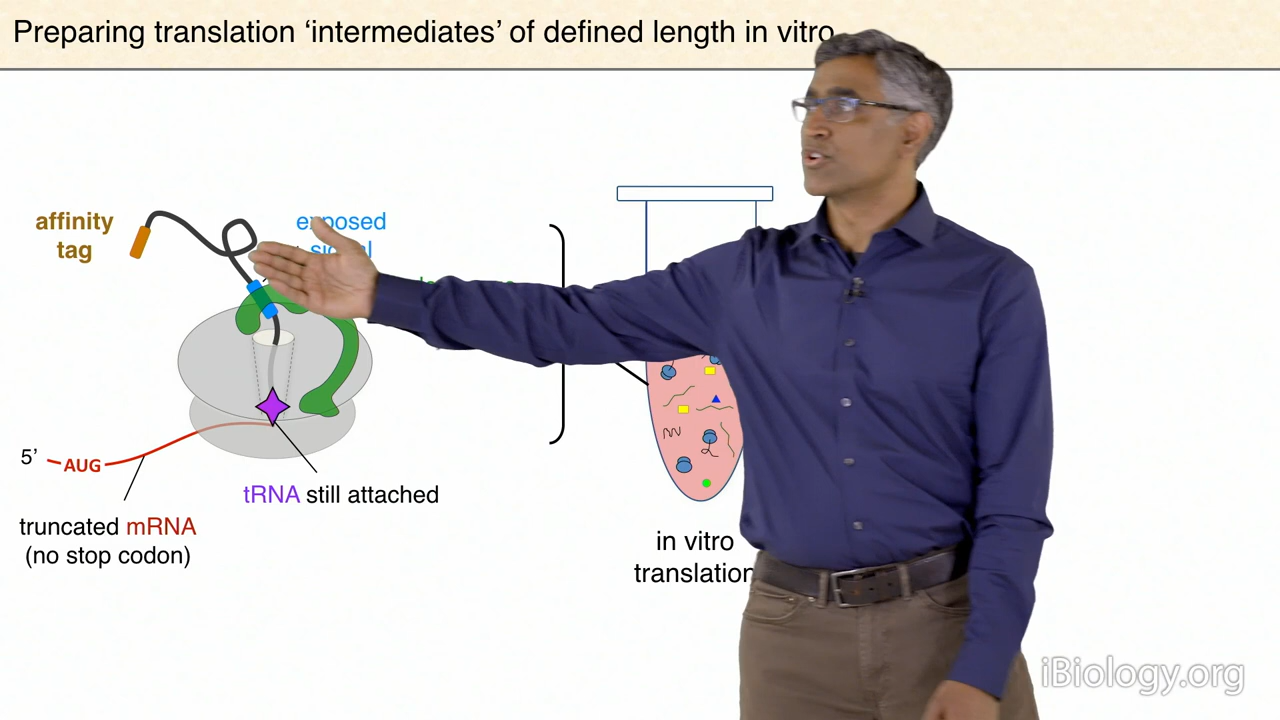 Preparing translation ‘intermediates’ of defined length in vitro
affinity
tag
exposed
5’
AUG
tRNA still attached
truncated mRNA
(no stop codon)
in vitro
translation
iBiology.org